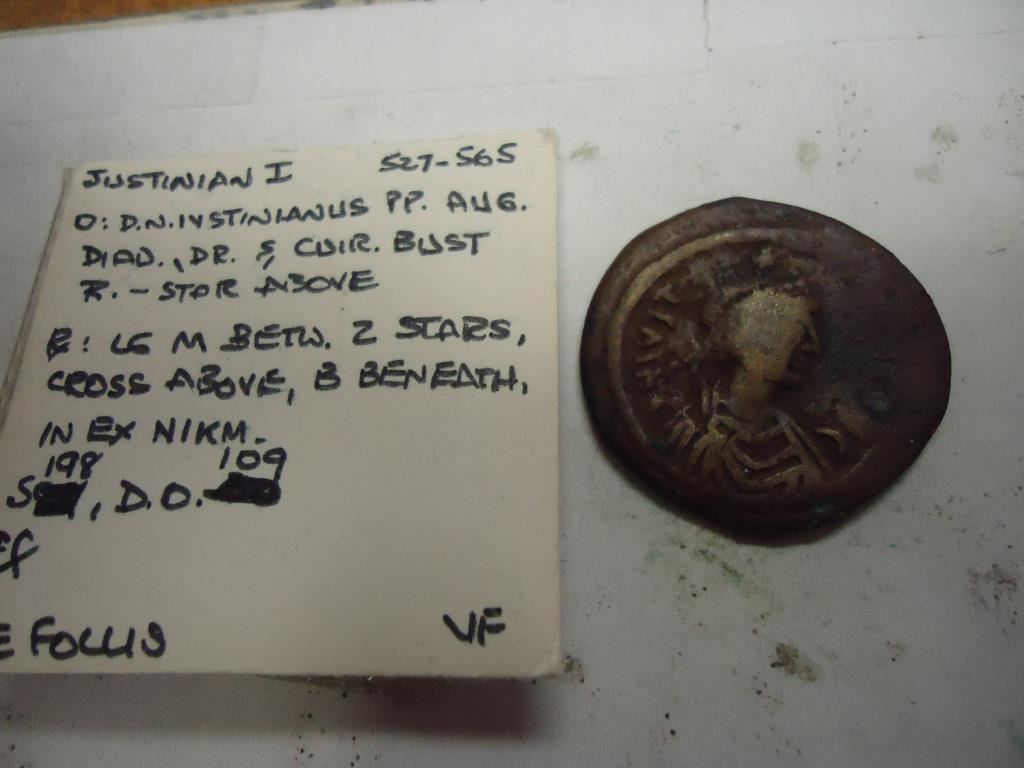 JUSTINIAN I 527-565
O: D.N. IVSTINIANUS PP. AUG.
DIAD., DR. & CUIR. BUST
R. - STAR ABOVE
R: LG M BETW. 2 STARS,
CROSS ABOVE, B BENEATH,
IN EX NIKM.
198 109
S , D.O.
FOLLIS VF